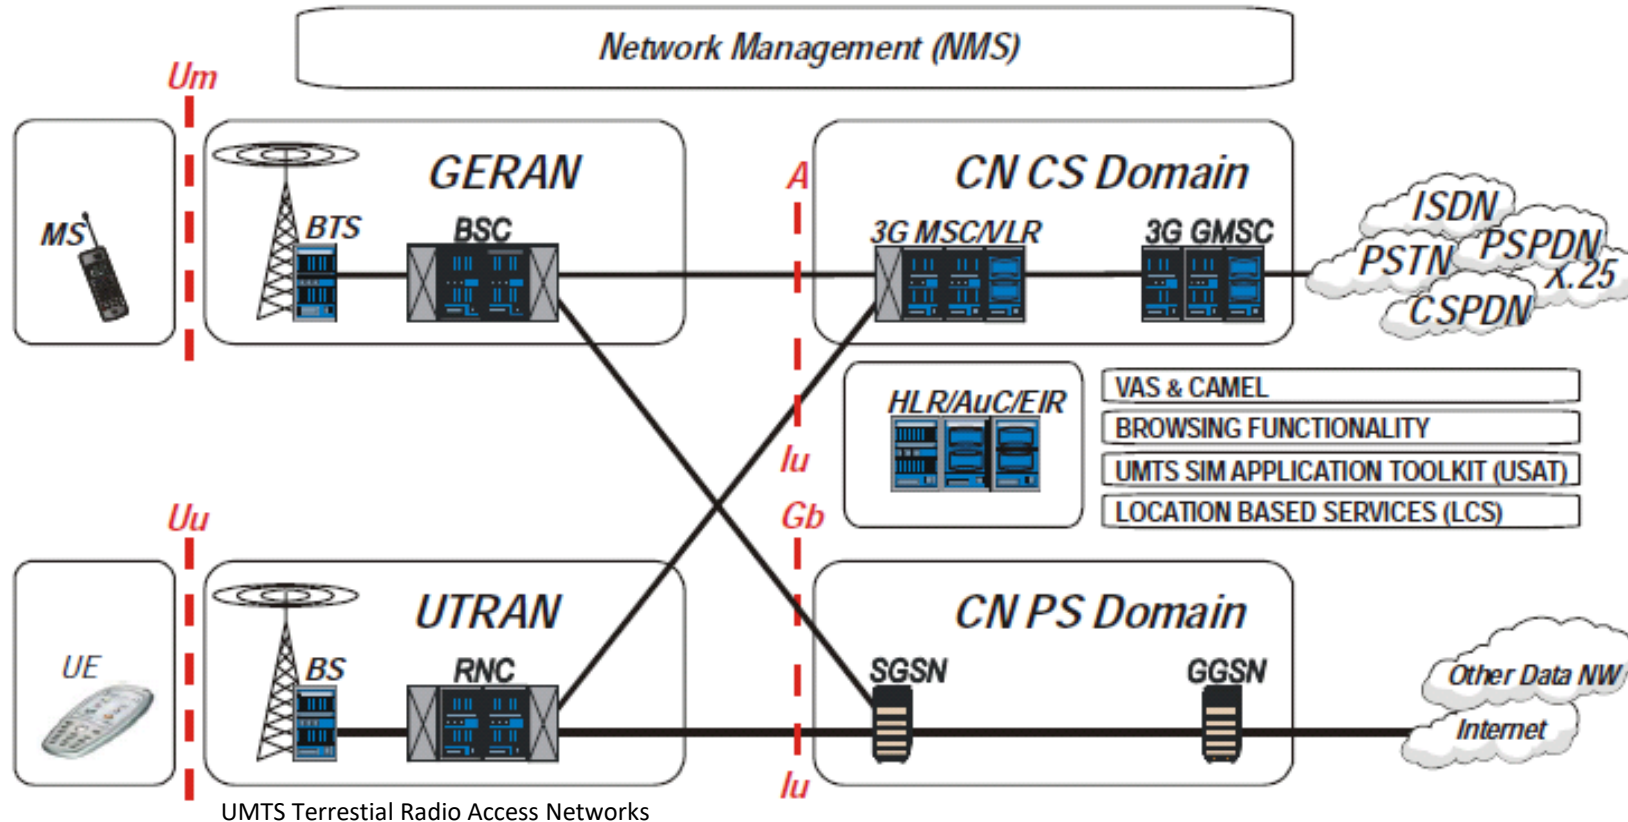 Network Management (NMS)
Um
GERAN
A
CN CS Domain
MS
BTS
BSC
3G MSC/VLR
3G GMSC
ISDN
PSTN
PSPDN
X.25
CSPDN
HLR/AuC/EIR
VAS & CAMEL
BROWSING FUNCTIONALITY
UMTS SIM APPLICATION TOOLKIT (USAT)
LOCATION BASED SERVICES (LCS)
Iu
Uu
Gb
UTRAN
CN PS Domain
UE
BS
RNC
SGSN
GGSN
Other Data NW
Internet
Iu
UMTS Terrestial Radio Access Networks